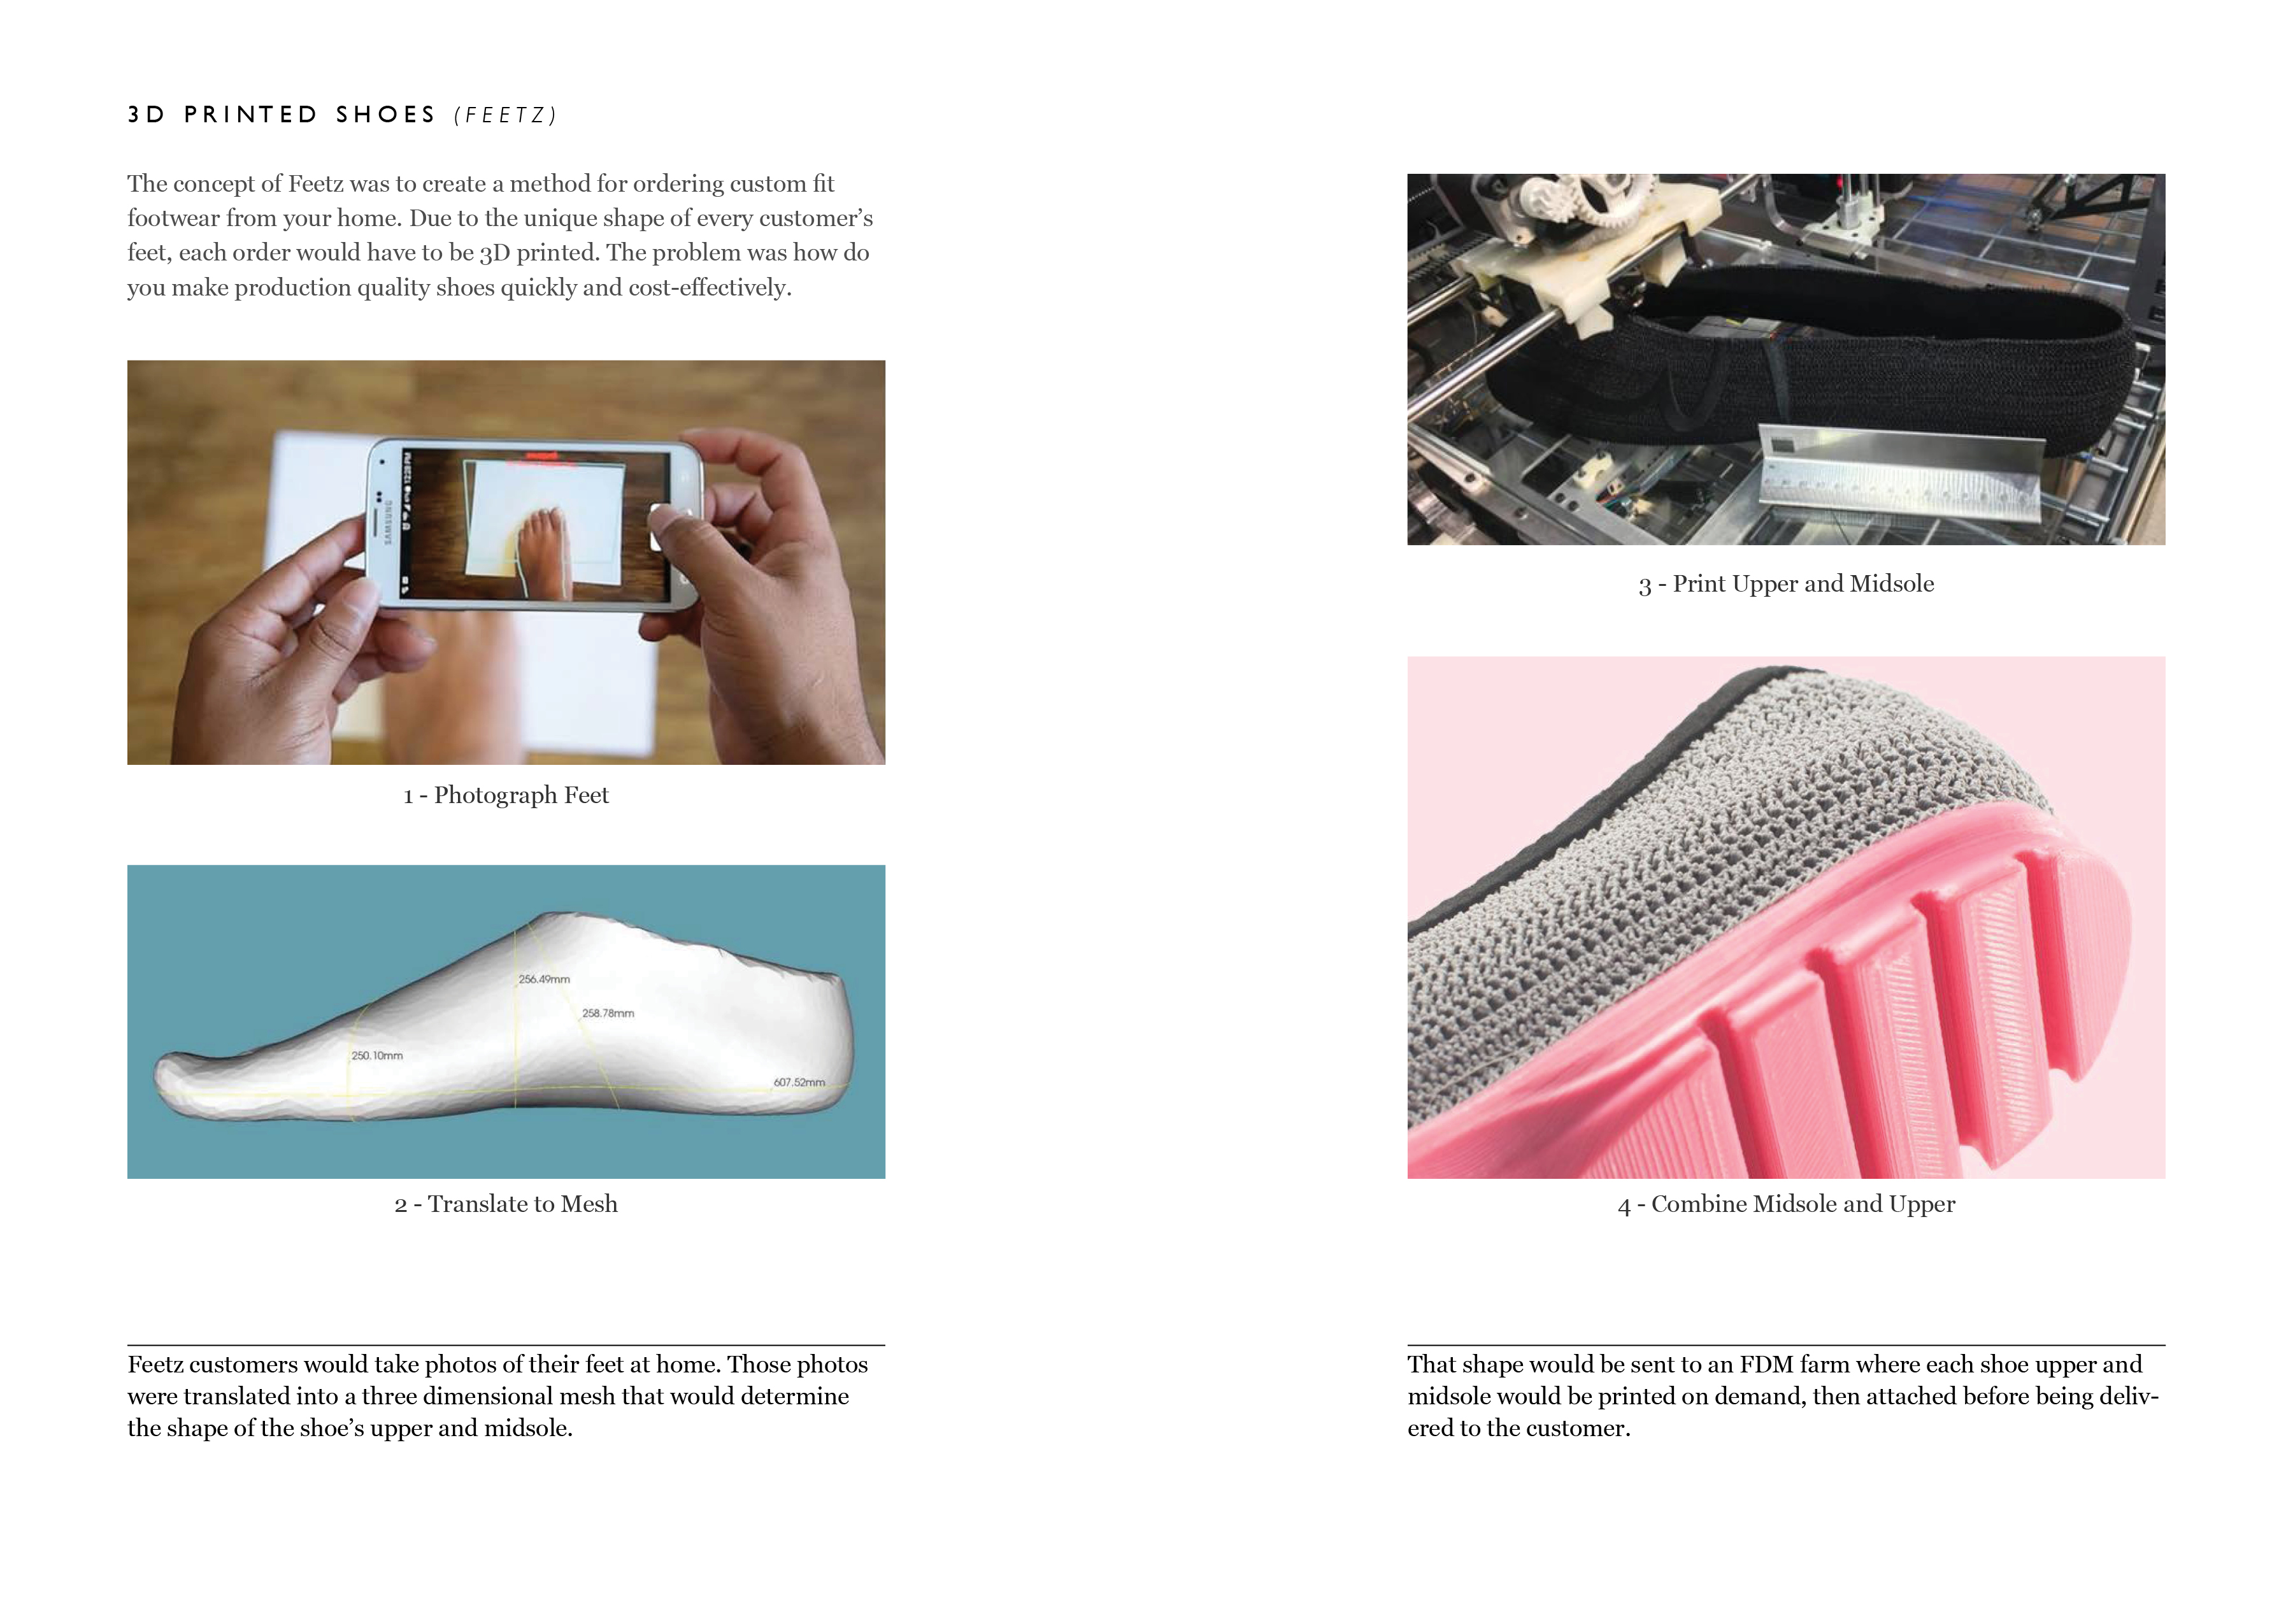 3D PRINTED SHOES (FEETZ)
The concept of Feetz was to create a method for ordering custom fit
footwear from your home. Due to the unique shape of every customer’s
feet, each order would have to be 3D printed. The problem was how do
you make production quality shoes quickly and cost-effectively.
SAMSUNG
12:28 PM
1 - Photograph Feet
256.49mm
258.78mm
250.10mm
607.52mm
2 - Translate to Mesh
Feetz customers would take photos of their feet at home. Those photos
were translated into a three dimensional mesh that would determine
the shape of the shoe’s upper and midsole.
3 - Print Upper and Midsole
4 - Combine Midsole and Upper
That shape would be sent to an FDM farm where each shoe upper and
midsole would be printed on demand, then attached before being deliv-
ered to the customer.